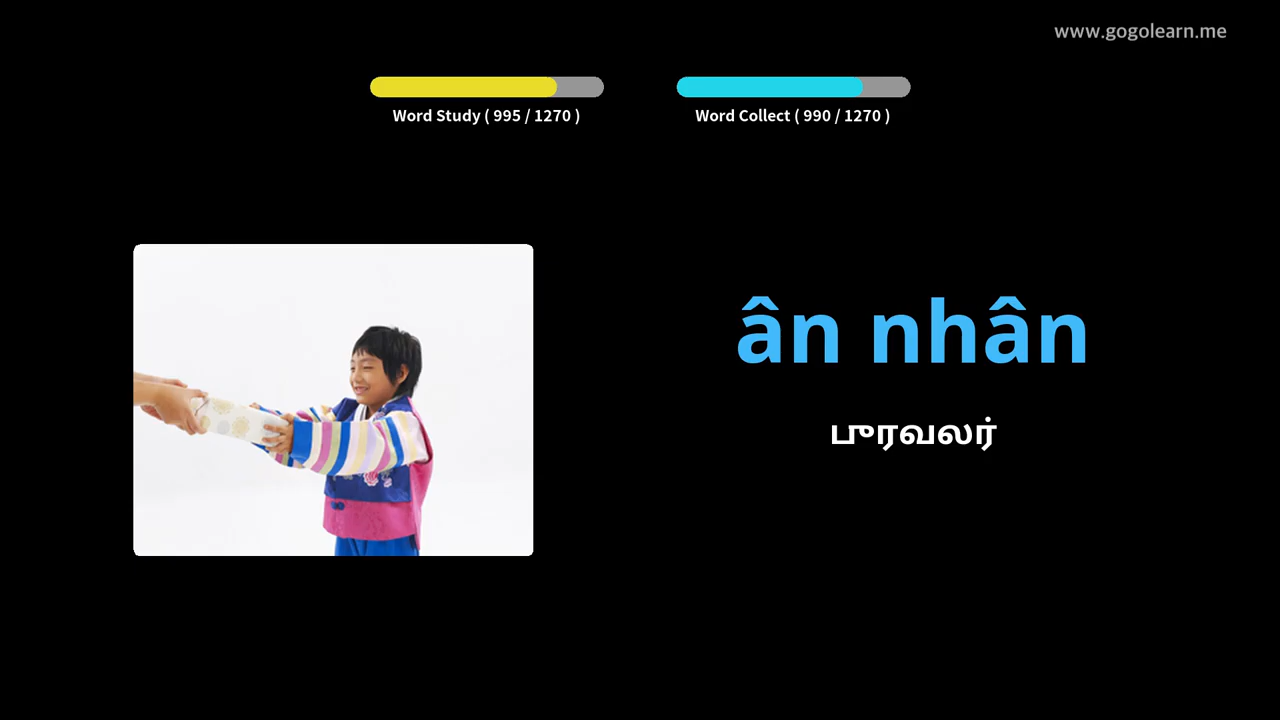 www.gogolearn.me
Word Study ( 995 / 1270 )
Word Collect ( 990 / 1270 )
ân nhân
புரவலர்